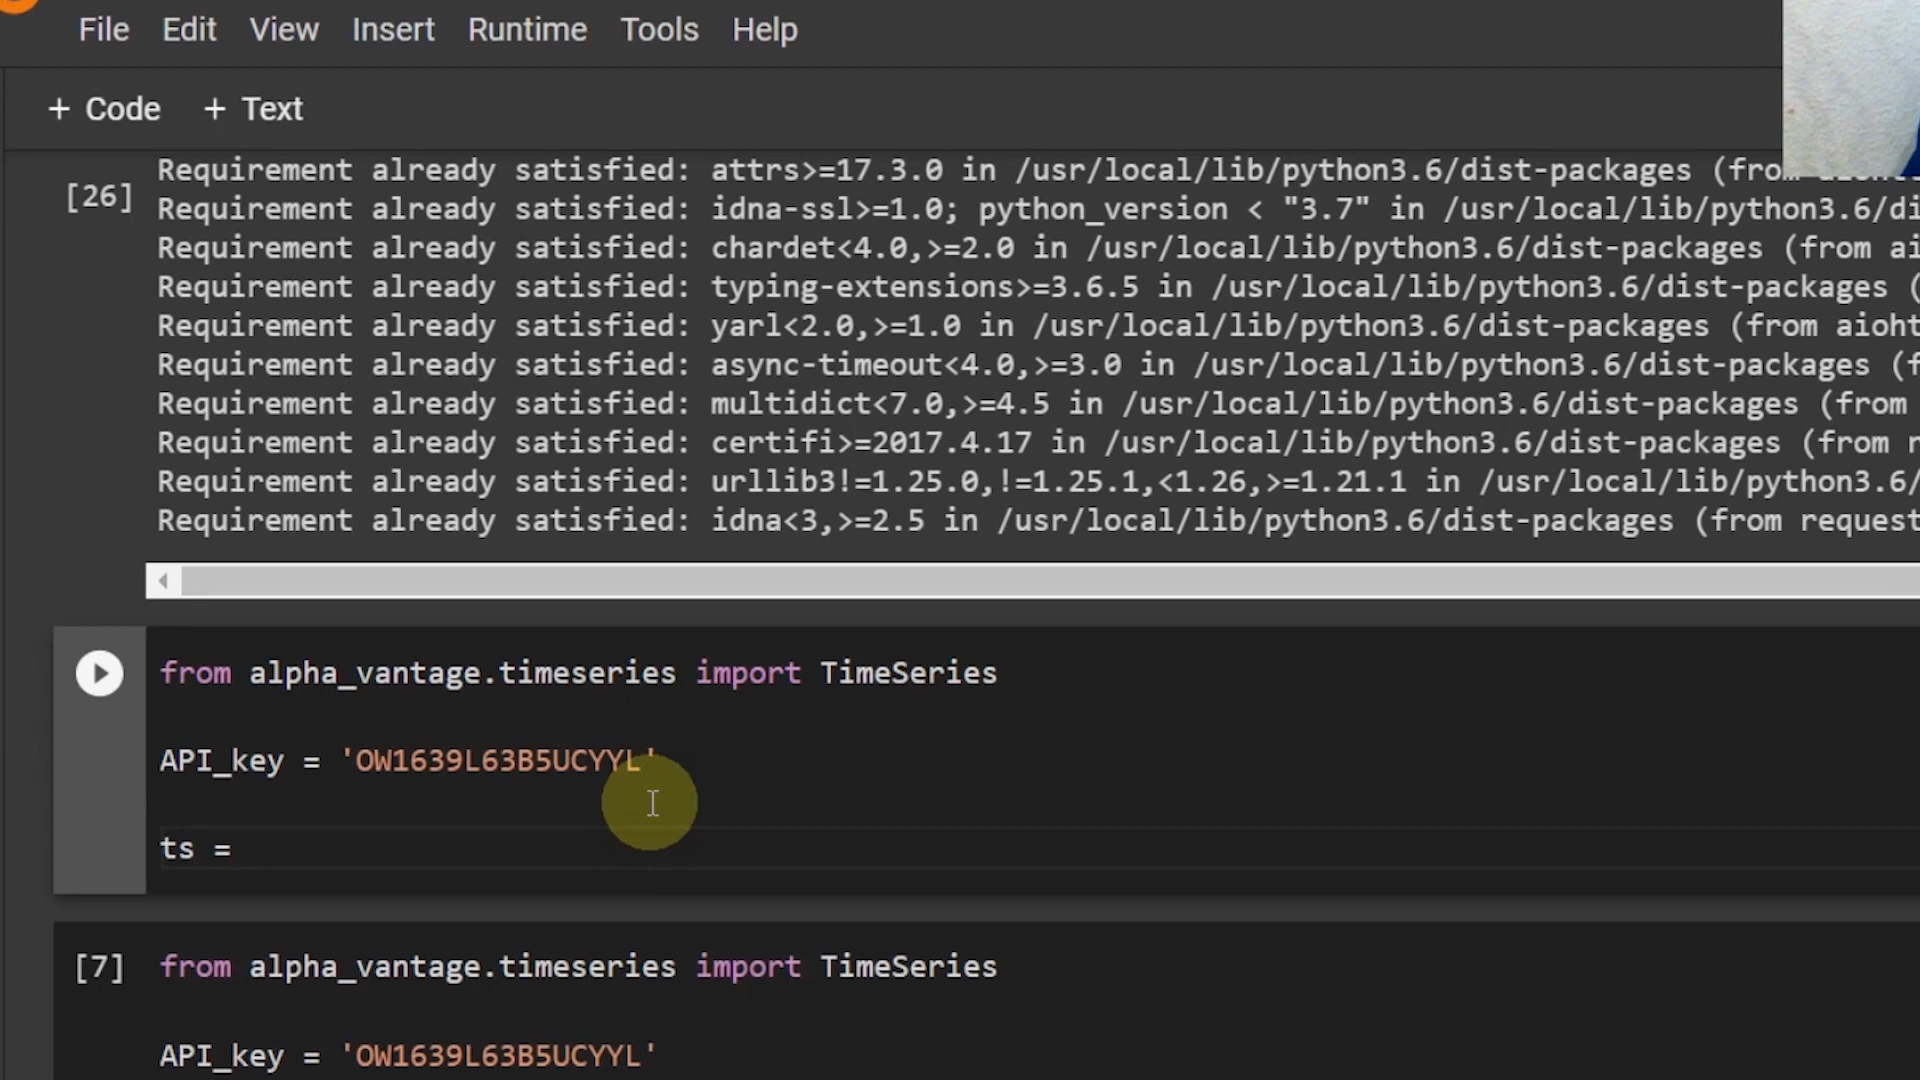 File Edit View Insert Runtime Tools Help
+ Code + Text
[26]
Requirement already satisfied: attrs>=17.3.0 in /usr/local/lib/python3.6/dist-packages (from
Requirement already satisfied: idna-ssl>=1.0; python_version < "3.7" in /usr/local/lib/python3.6/di
Requirement already satisfied: chardet<4.0,>=2.0 in /usr/local/lib/python3.6/dist-packages (from ai
Requirement already satisfied: typing-extensions>=3.6.5 in /usr/local/lib/python3.6/dist-packages (
Requirement already satisfied: yarl<2.0,>=1.0 in /usr/local/lib/python3.6/dist-packages (from aioht
Requirement already satisfied: async-timeout<4.0,>=3.0 in /usr/local/lib/python3.6/dist-packages (f
Requirement already satisfied: multidict<7.0,>=4.5 in /usr/local/lib/python3.6/dist-packages (from
Requirement already satisfied: certifi>=2017.4.17 in /usr/local/lib/python3.6/dist-packages (from r
Requirement already satisfied: urllib3!=1.25.0,!=1.25.1,<1.26,>=1.21.1 in /usr/local/lib/python3.6/
Requirement already satisfied: idna<3,>=2.5 in /usr/local/lib/python3.6/dist-packages (from request
from alpha_vantage.timeseries import TimeSeries
API_key = 'OW1639L63B5UCYYL'
ts =
[7] from alpha_vantage.timeseries import TimeSeries
API_key = 'OW1639L63B5UCYYL'